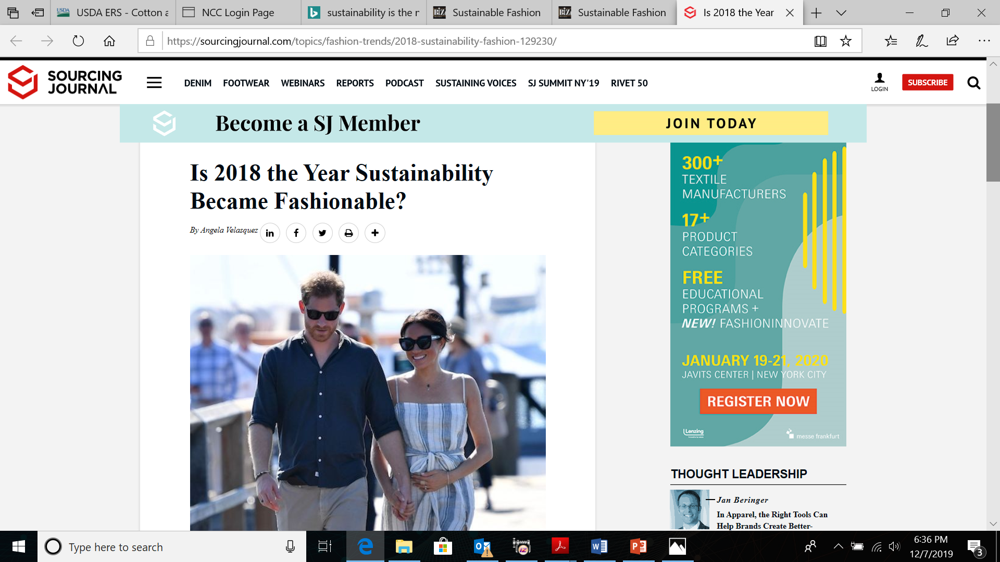 USDA ERS - Cotton a
NCC Login Page
sustainability is the r
Sustainable Fashion
Sustainable Fashion
Is 2018 the Year
https://sourcingjournal.com/topics/fashion-trends/2018-sustainability-fashion-129230/
SOURCING
JOURNAL
DENIM FOOTWEAR WEBINARS REPORTS PODCAST SUSTAINING VOICES SJ SUMMIT NY'19 RIVET 50
LOGIN
SUBSCRIBE
Become a SJ Member
JOIN TODAY
Is 2018 the Year Sustainability
Became Fashionable?
By Angela Velasquez
300+
TEXTILE
MANUFACTURERS
17+
PRODUCT
CATEGORIES
FREE
EDUCATIONAL
PROGRAMS +
NEW! FASHIONINNOVATE
JANUARY 19-21, 2020
JAVITS CENTER | NEW YORK CITY
REGISTER NOW
Lenzing
messe frankfurt
THOUGHT LEADERSHIP
Jan Beringer
In Apparel, the Right Tools Can
Help Brands Create Better-
Type here to search
6:36 PM
12/7/2019
3